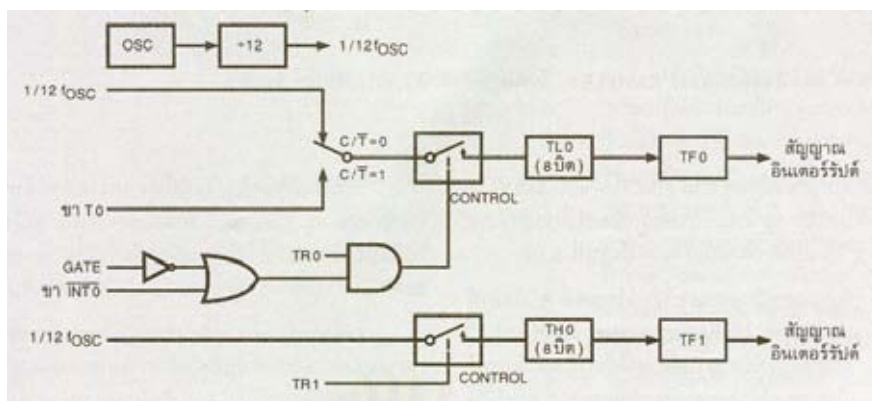 OSC
÷12
1/12 fOSC
1/12 fOSC
C/T̅=0
C/T̅=1
TL0
(8บิต)
TF0
สัญญาณ
อินเตอร์รัปต์
CONTROL
ขา T0
TR0
GATE
ขา I̅N̅T̅0̅
1/12 fOSC
TH0
(8บิต)
TF1
สัญญาณ
อินเตอร์รัปต์
TR1
CONTROL